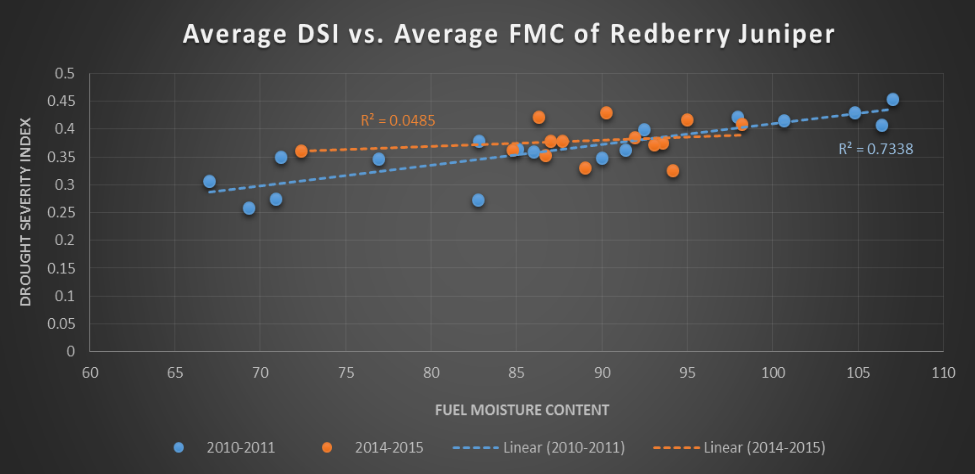 Average DSI vs. Average FMC of Redberry Juniper
0.5
0.45
0.4
0.35
0.3
0.25
0.2
0.15
0.1
0.05
0
DROUGHT SEVERITY INDEX
R² = 0.0485
R² = 0.7338
60 65 70 75 80 85 90 95 100 105 110
FUEL MOISTURE CONTENT
2010-2011 2014-2015 Linear (2010-2011) Linear (2014-2015)